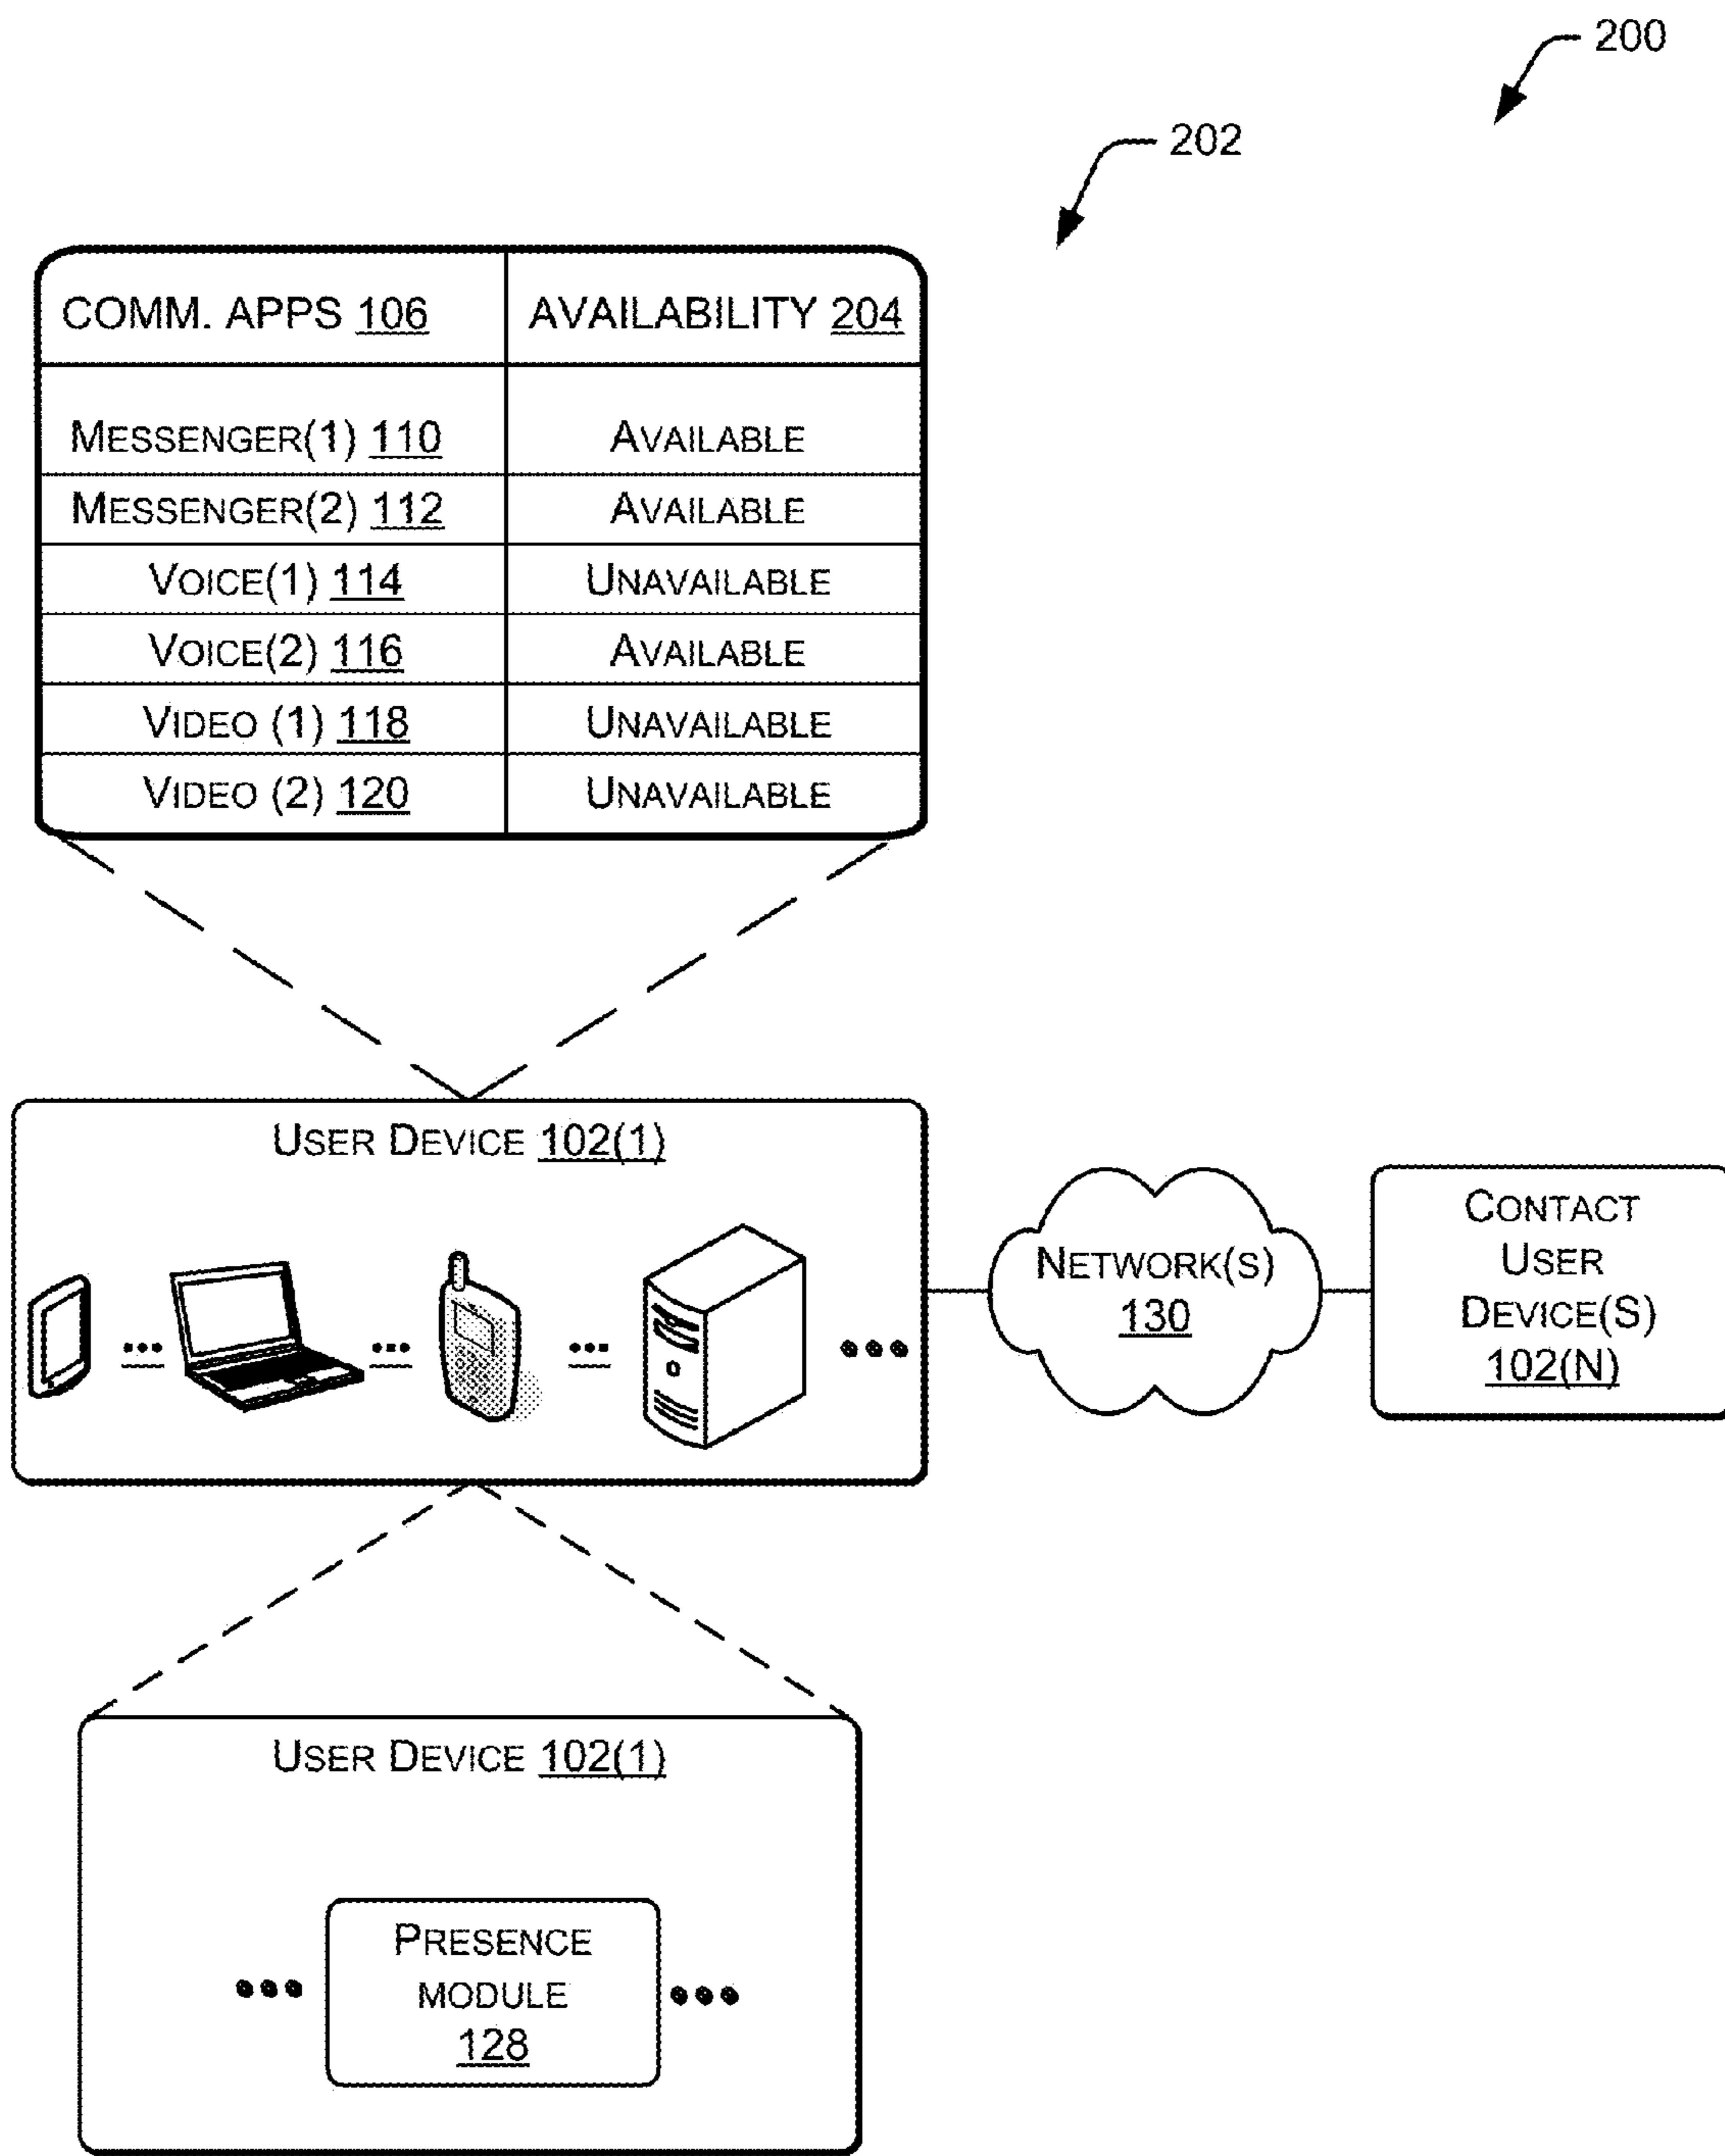 200
202
COMM. APPS 106 AVAILABILITY 204
MESSENGER(1) 110 AVAILABLE
MESSENGER(2) 112 AVAILABLE
VOICE(1) 114 UNAVAILABLE
VOICE(2) 116 AVAILABLE
VIDEO (1) 118 UNAVAILABLE
VIDEO (2) 120 UNAVAILABLE
USER DEVICE 102(1)
... ... ... ...
NETWORK(S)
130
CONTACT
USER
DEVICE(S)
102(N)
USER DEVICE 102(1)
... ...
PRESENCE
MODULE
128